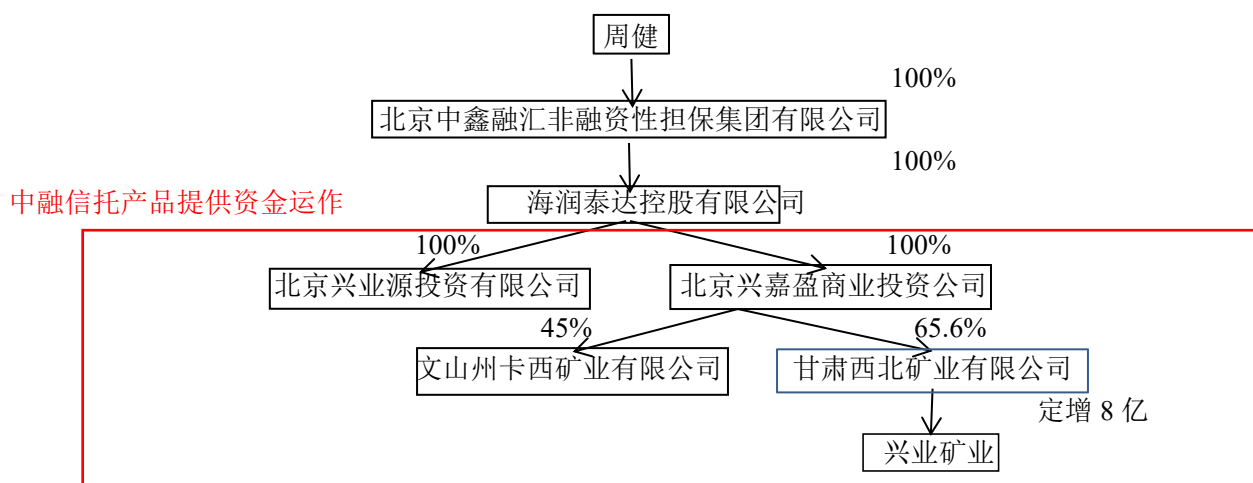 周健
100%
北京中鑫融汇非融资性担保集团有限公司
100%
中融信托产品提供资金运作
海润泰达控股有限公司
100%
100%
北京兴业源投资有限公司
北京兴嘉盈商业投资公司
45%
65.6%
文山州卡西矿业有限公司
甘肃西北矿业有限公司
定增 8 亿
兴业矿业